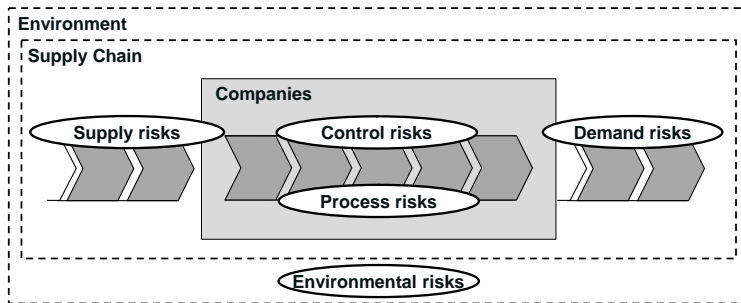 Environment
Supply Chain
Companies
Supply risks
Control risks
Demand risks
Process risks
Environmental risks